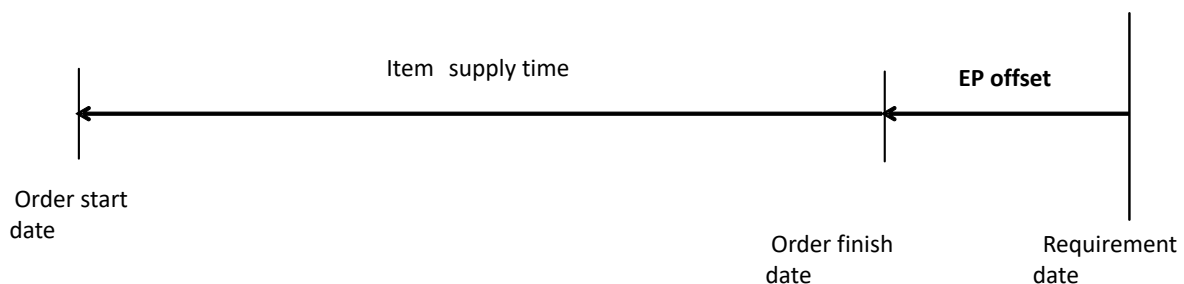 Item supply time
EP offset
Order start
date
Order finish
date
Requirement
date